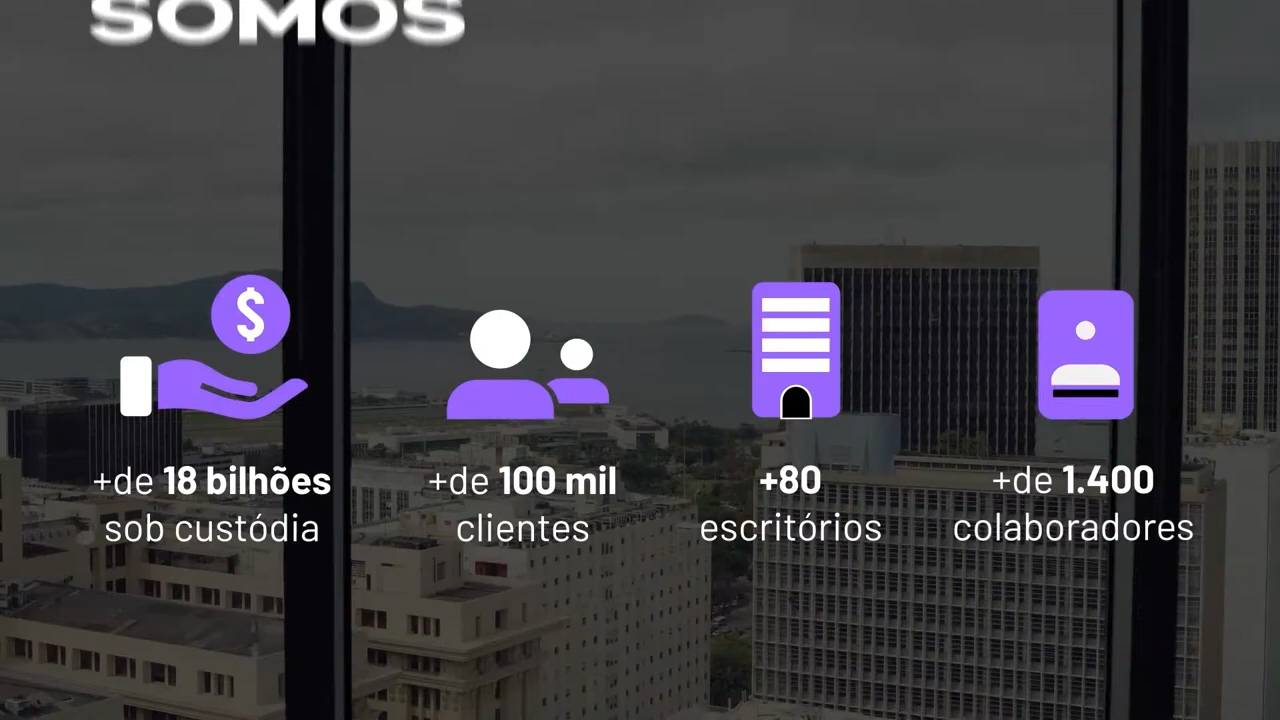 SOMOS
$
+de 18 bilhões
sob custódia
+de 100 mil
clientes
+80
escritórios
+de 1.400
colaboradores